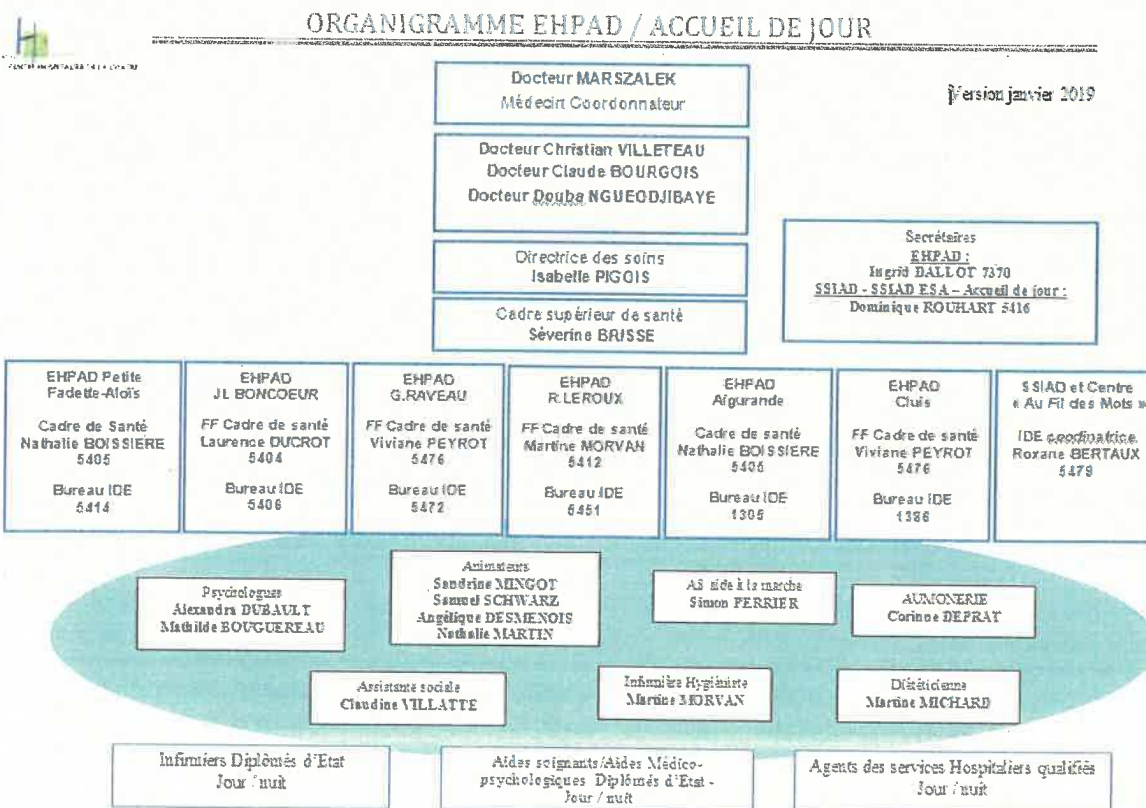 ORGANIGRAMME EHPAD / ACCUEIL DE JOUR
Docteur MARSZALEK
Médecin Coordonnateur
Version janvier 2019
Docteur Christian VILLETEAU
Docteur Claude BOURGOIS
Docteur Douba NGUEODJIBAYE
Directrice des soins
Isabelle PIGOIS
Cadre supérieur de santé
Séverine BRISSE
Secrétaires
EHPAD :
Ingrid DALLOT 7370
SSIAD - SSIAD ESA – Accueil de jour :
Dominique ROUHART 5416
EHPAD Petite
Fadette-Aloïs
Cadre de Santé
Nathalie BOISSIERE
5405
Bureau IDE
5414
EHPAD
JL BONCOEUR
FF Cadre de santé
Laurence DUCROT
5404
Bureau IDE
5406
EHPAD
G.RAVEAU
FF Cadre de santé
Viviane PEYROT
5476
Bureau IDE
5472
EHPAD
R.LEROUX
FF Cadre de santé
Martine MORVAN
5412
Bureau IDE
5451
EHPAD
Aigurande
Cadre de santé
Nathalie BOISSIERE
5405
Bureau IDE
1305
EHPAD
Cluis
FF Cadre de santé
Viviane PEYROT
5476
Bureau IDE
1386
SSIAD et Centre
« Au Fil des Mots »
IDE coodinatrice
Roxane BERTAUX
5479
Psychologues
Alexandra DUBAULT
Mathilde BOUGUEREAU
Animateurs
Sandrine MINGOT
Samuel SCHWARZ
Angélique DESMENOIS
Nathalie MARTIN
AS aide à la marche
Simon PERRIER
AUMONERIE
Corinne DEPRAT
Assistante sociale
Claudine VILLATTE
Infirmière Hygiéniste
Martine MORVAN
Diététicienne
Martine MICHARD
Infirmiers Diplômés d'Etat
Jour / nuit
Aides soignants/Aides Médico-
psychologiques Diplômés d'Etat -
Jour / nuit
Agents des services Hospitaliers qualifiés
Jour / nuit